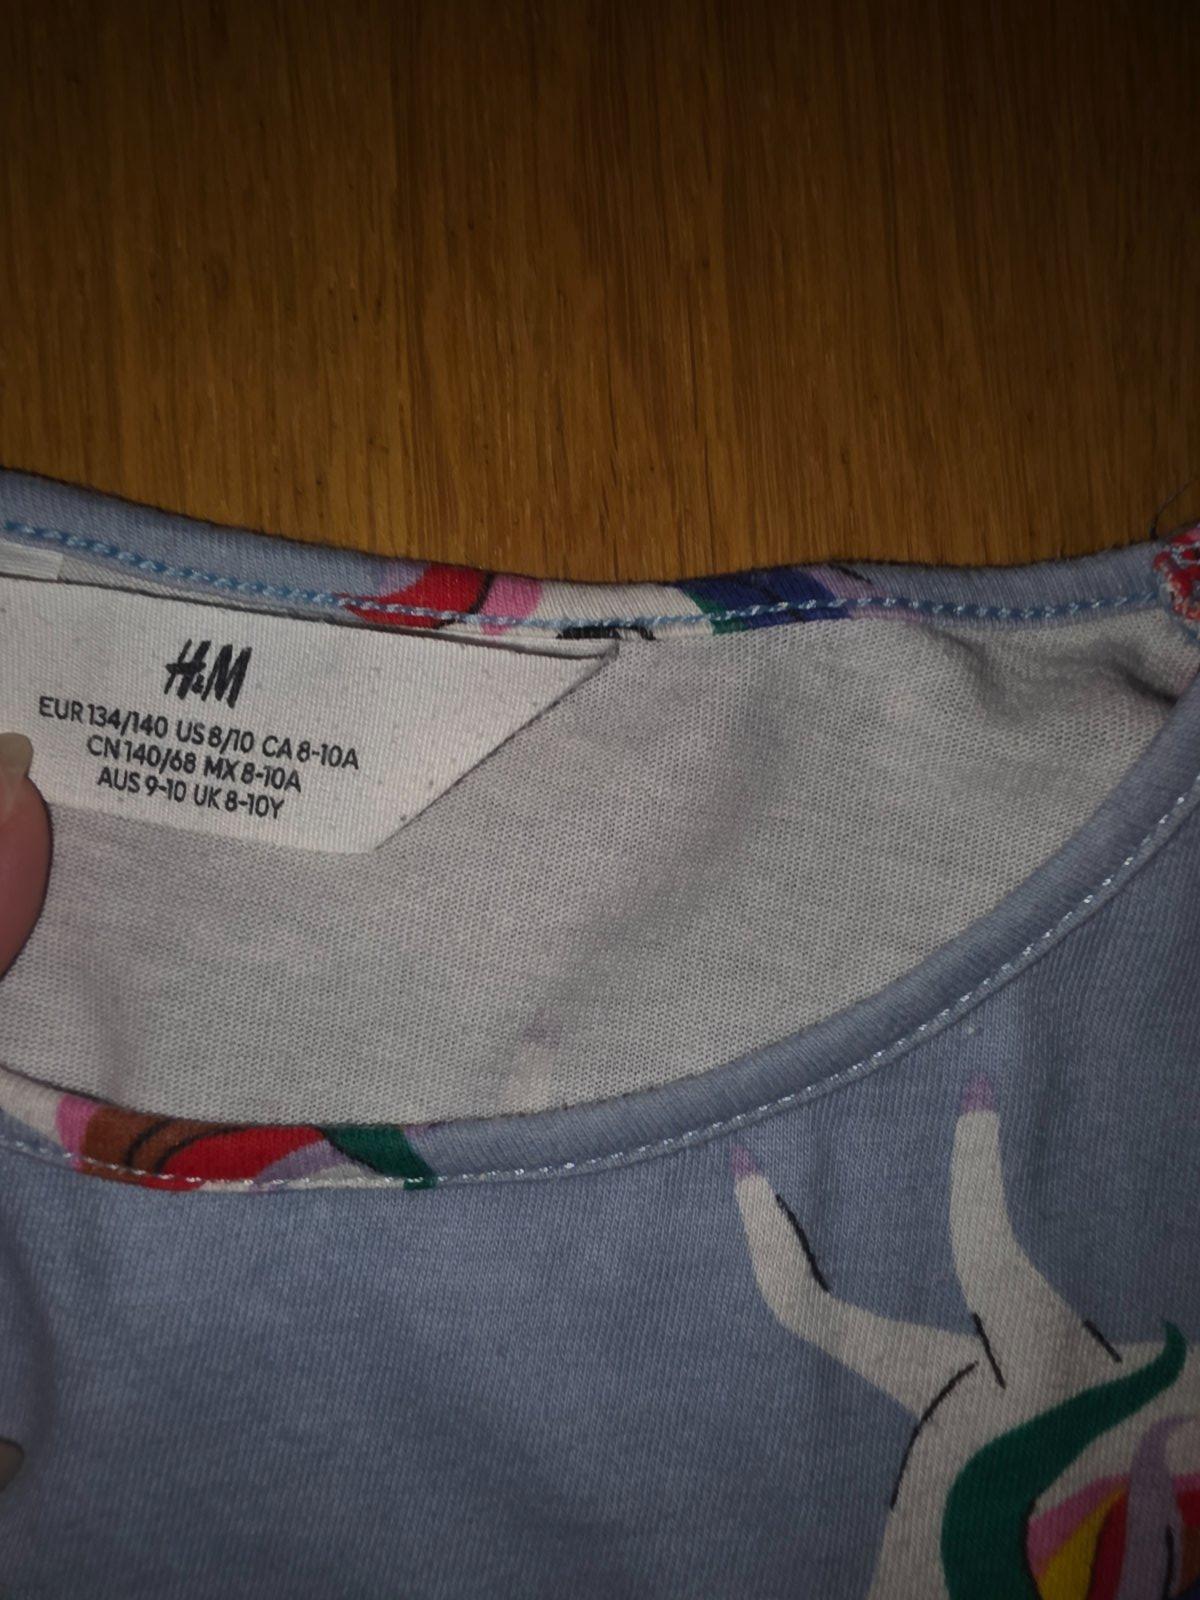 H&M
EUR 134/140 US 8/10 CA 8-10A
CN 140/68 MX 8-10A
AUS 9-10 UK 8-10Y